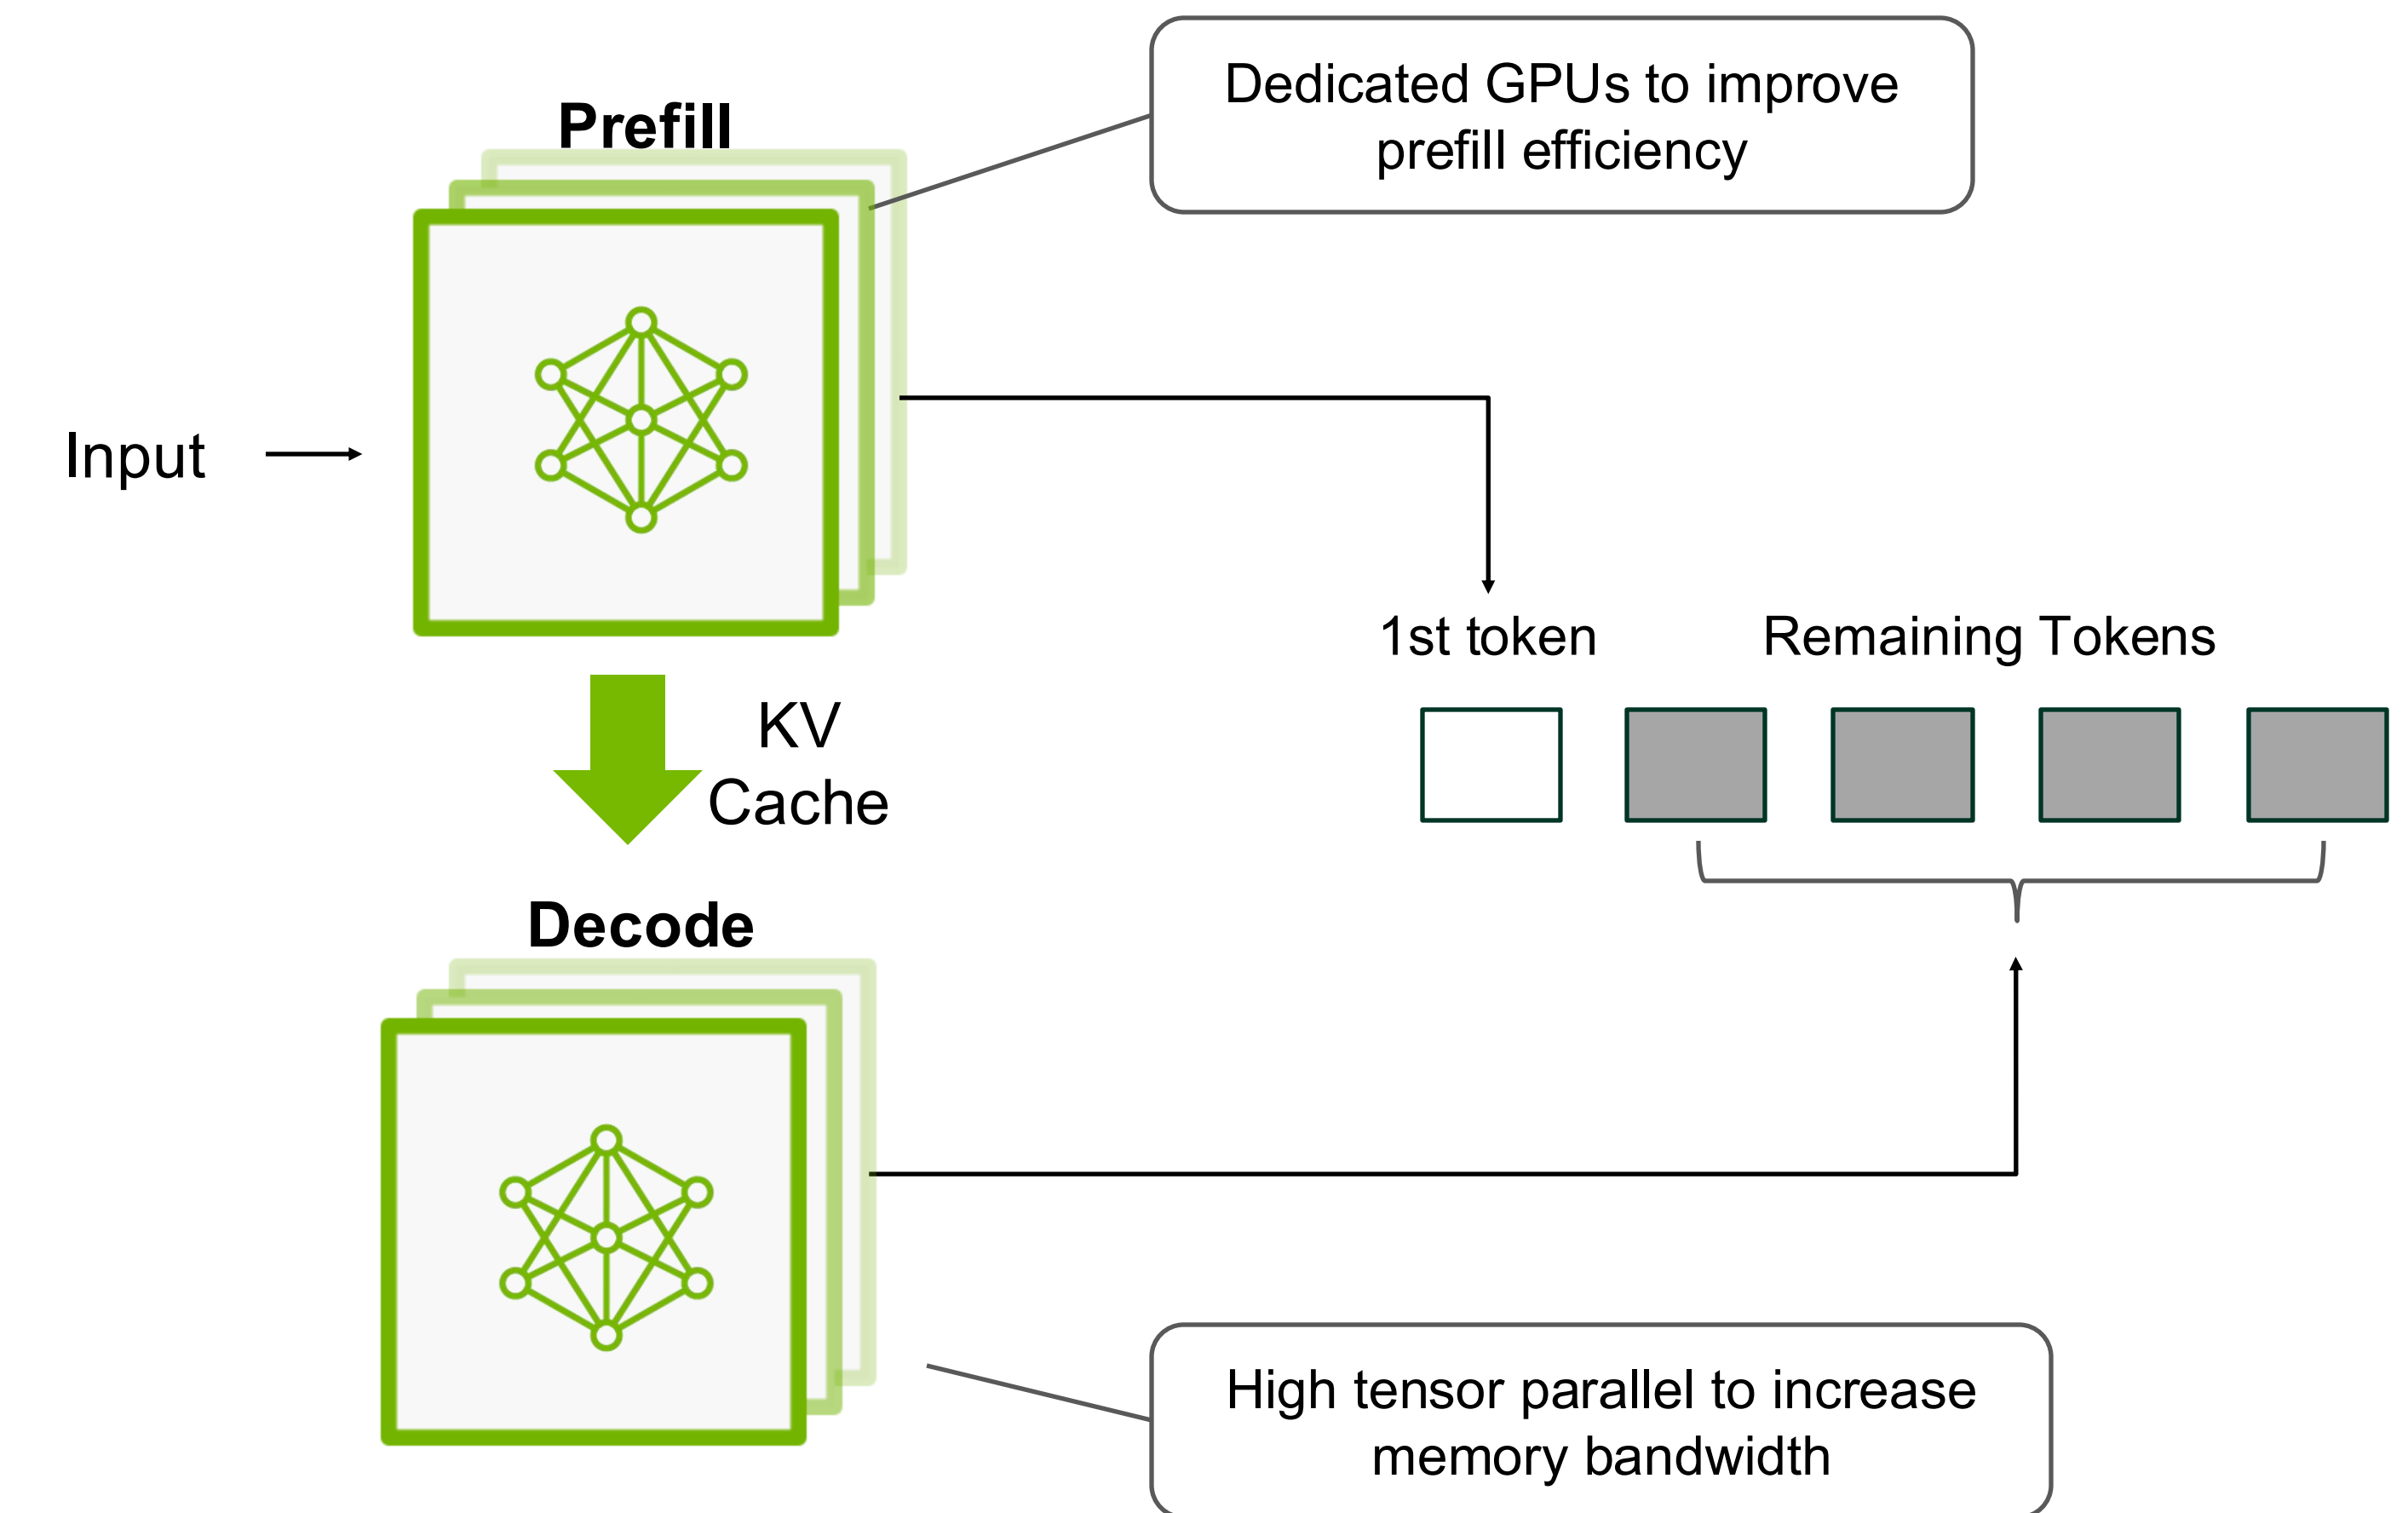 Dedicated GPUs to improve
prefill efficiency
Prefill
Input
1st token
Remaining Tokens
KV
Cache
Decode
High tensor parallel to increase
memory bandwidth